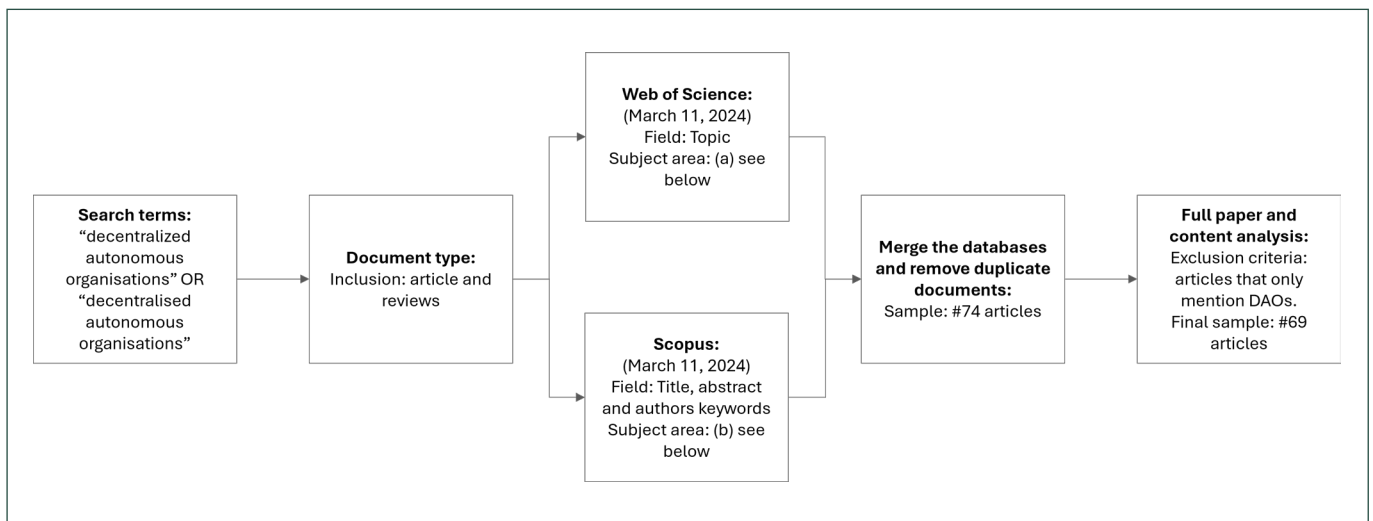 Search terms:
“decentralized
autonomous
organisations” OR
“decentralised
autonomous
organisations”
Document type:
Inclusion: article and
reviews
Web of Science:
(March 11, 2024)
Field: Topic
Subject area: (a) see
below
Scopus:
(March 11, 2024)
Field: Title, abstract
and authors keywords
Subject area: (b) see
below
Merge the databases
and remove duplicate
documents:
Sample: #74 articles
Full paper and
content analysis:
Exclusion criteria:
articles that only
mention DAOs.
Final sample: #69
articles